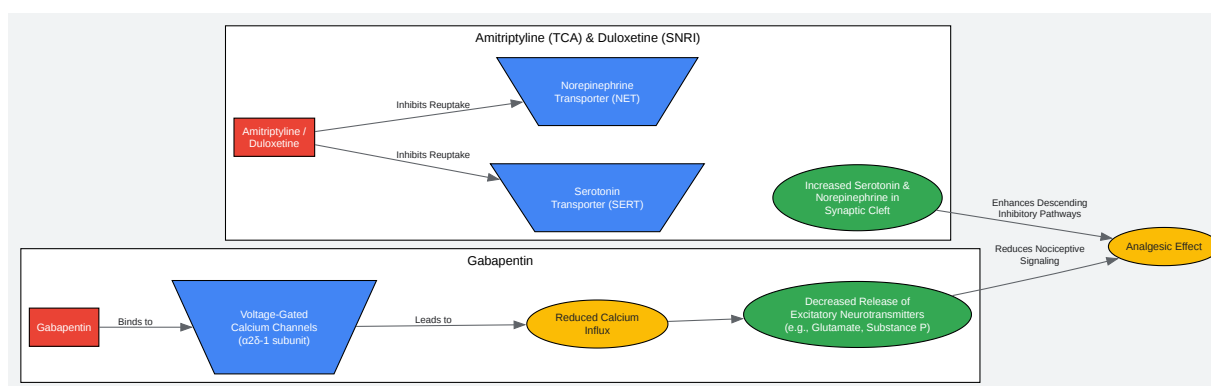 Amitriptyline (TCA) & Duloxetine (SNRI)
Norepinephrine
Transporter (NET)
Inhibits Reuptake
Amitriptyline /
Duloxetine
Inhibits Reuptake
Serotonin
Transporter (SERT)
Increased Serotonin &
Norepinephrine in
Synaptic Cleft
Enhances Descending
Inhibitory Pathways
Analgesic Effect
Reduces Nociceptive
Signaling
Gabapentin
Gabapentin
Binds to
Voltage-Gated
Calcium Channels
(α2δ-1 subunit)
Leads to
Reduced Calcium
Influx
Decreased Release of
Excitatory Neurotransmitters
(e.g., Glutamate, Substance P)